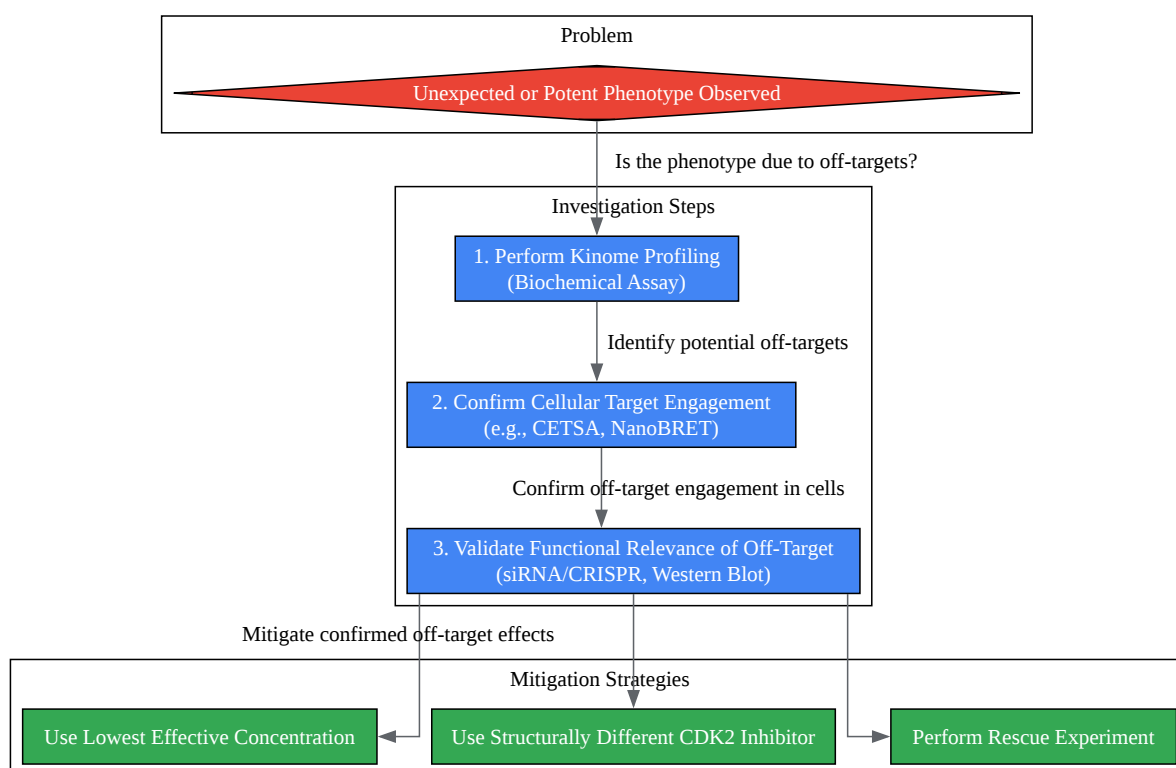 Problem
Unexpected or Potent Phenotype Observed
Is the phenotype due to off-targets?
Investigation Steps
1. Perform Kinome Profiling
(Biochemical Assay)
Identify potential off-targets
2. Confirm Cellular Target Engagement
(e.g., CETSA, NanoBRET)
Confirm off-target engagement in cells
3. Validate Functional Relevance of Off-Target
(siRNA/CRISPR, Western Blot)
Mitigate confirmed off-target effects
Mitigation Strategies
Use Lowest Effective Concentration
Use Structurally Different CDK2 Inhibitor
Perform Rescue Experiment